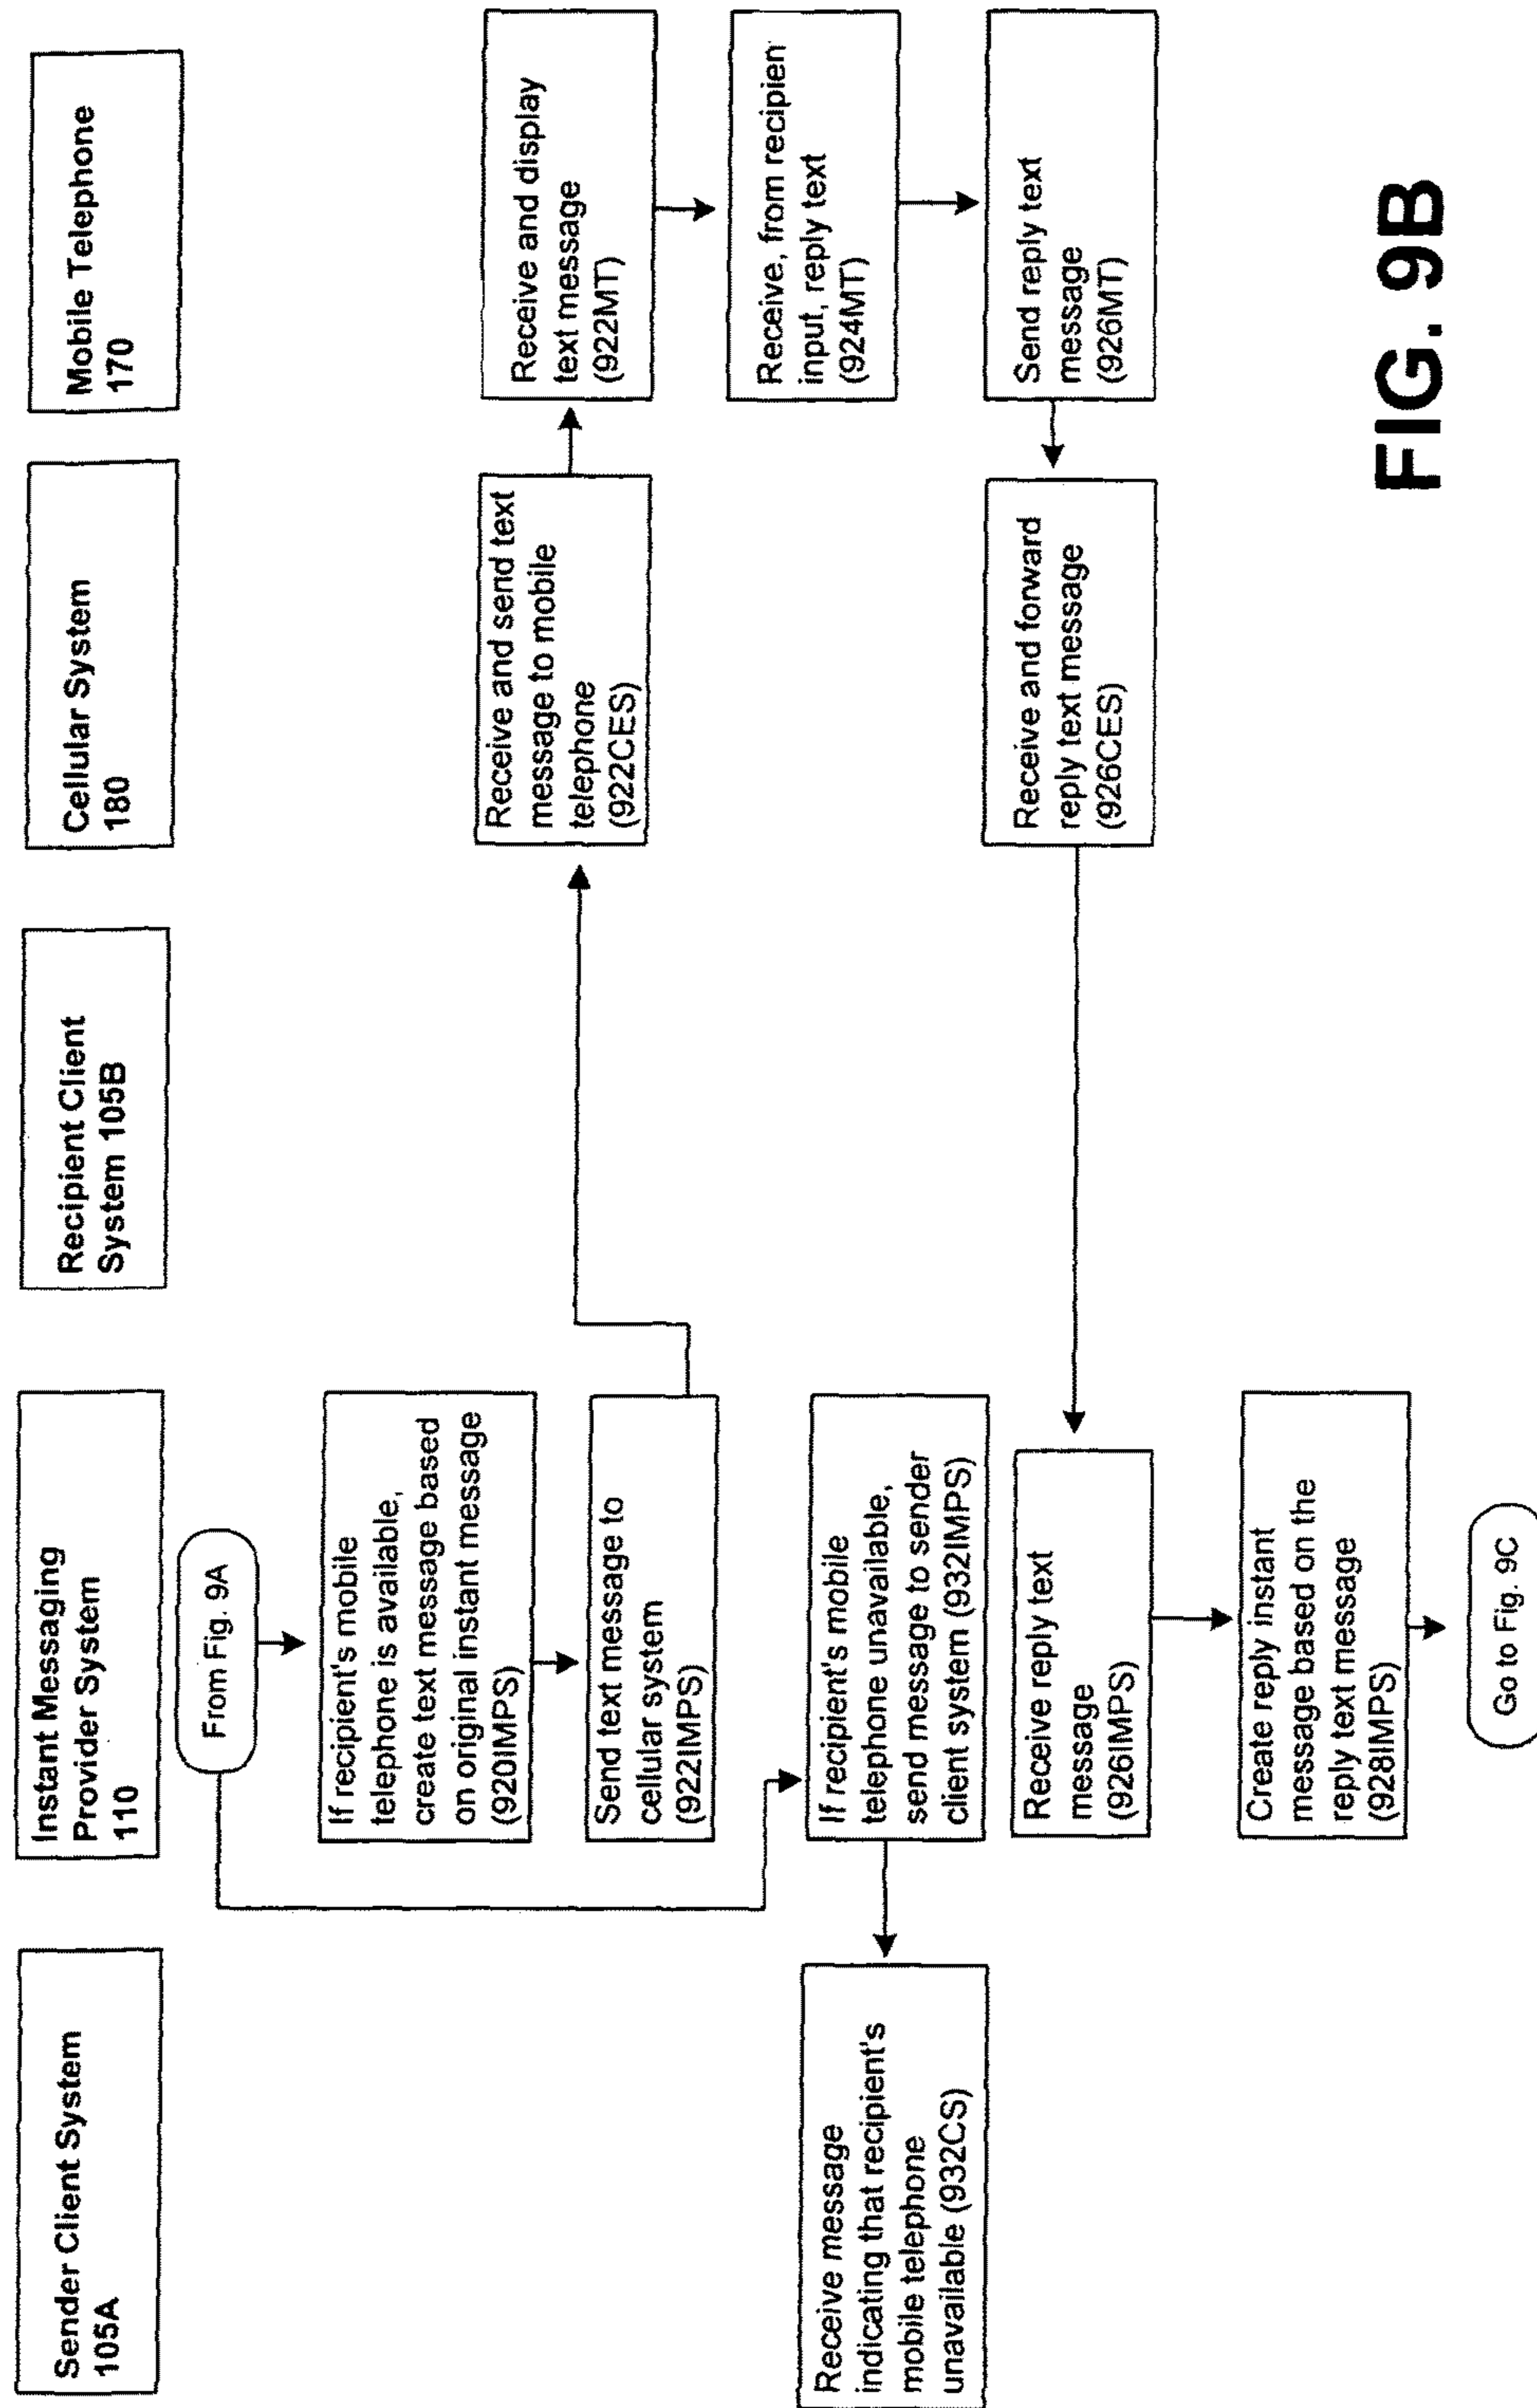 Sender Client System
105A
Instant Messaging
Provider System
110
Recipient Client
System 105B
Cellular System
180
Mobile Telephone
170
From Fig. 9A
If recipient's mobile
telephone is available,
create text message based
on original instant message
(920IMPS)
Send text message to
cellular system
(922IMPS)
Receive and send text
message to mobile
telephone
(922CES)
Receive and display
text message
(922MT)
Receive, from recipien
input, reply text
(924MT)
Receive message
indicating that recipient's
mobile telephone
unavailable (932CS)
If recipient's mobile
telephone unavailable,
send message to sender
client system (932IMPS)
Receive reply text
message
(926IMPS)
Receive and forward
reply text message
(926CES)
Send reply text
message
(926MT)
Create reply instant
message based on the
reply text message
(928IMPS)
Go to Fig. 9C
FIG. 9B